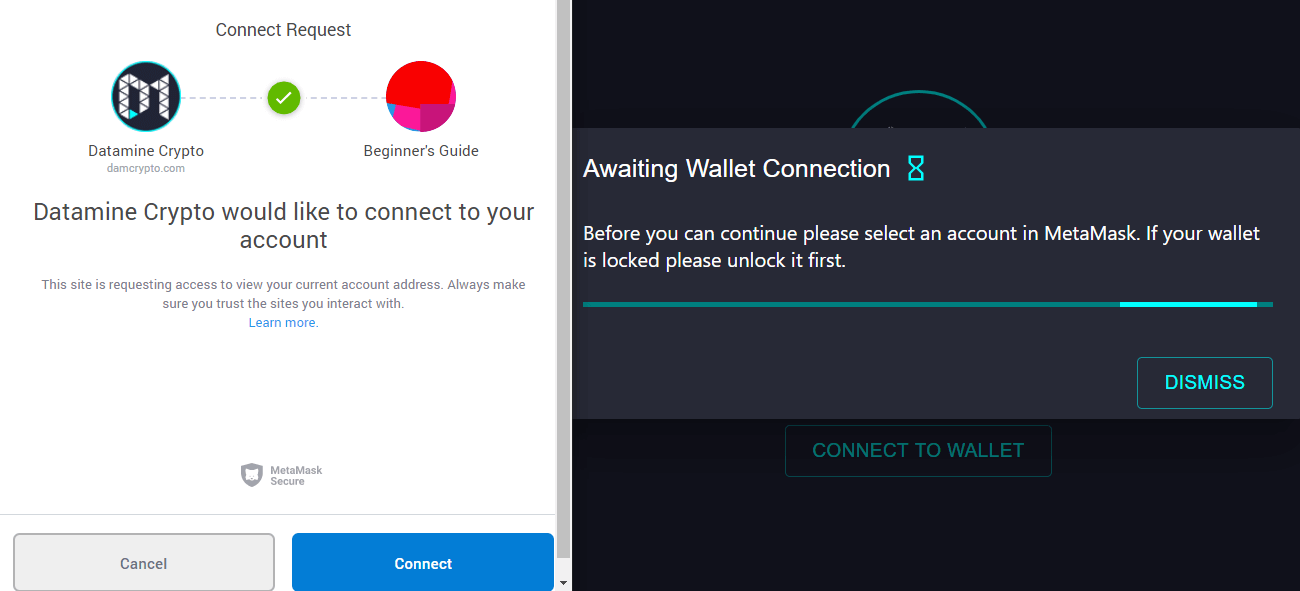 Connect Request
Datamine Crypto
damcrypto.com
Beginner's Guide
Datamine Crypto would like to connect to your
account
This site is requesting access to view your current account address. Always make
sure you trust the sites you interact with.
Learn more.
MetaMask
Secure
Cancel
Connect
Awaiting Wallet Connection
Before you can continue please select an account in MetaMask. If your wallet
is locked please unlock it first.
DISMISS
CONNECT TO WALLET